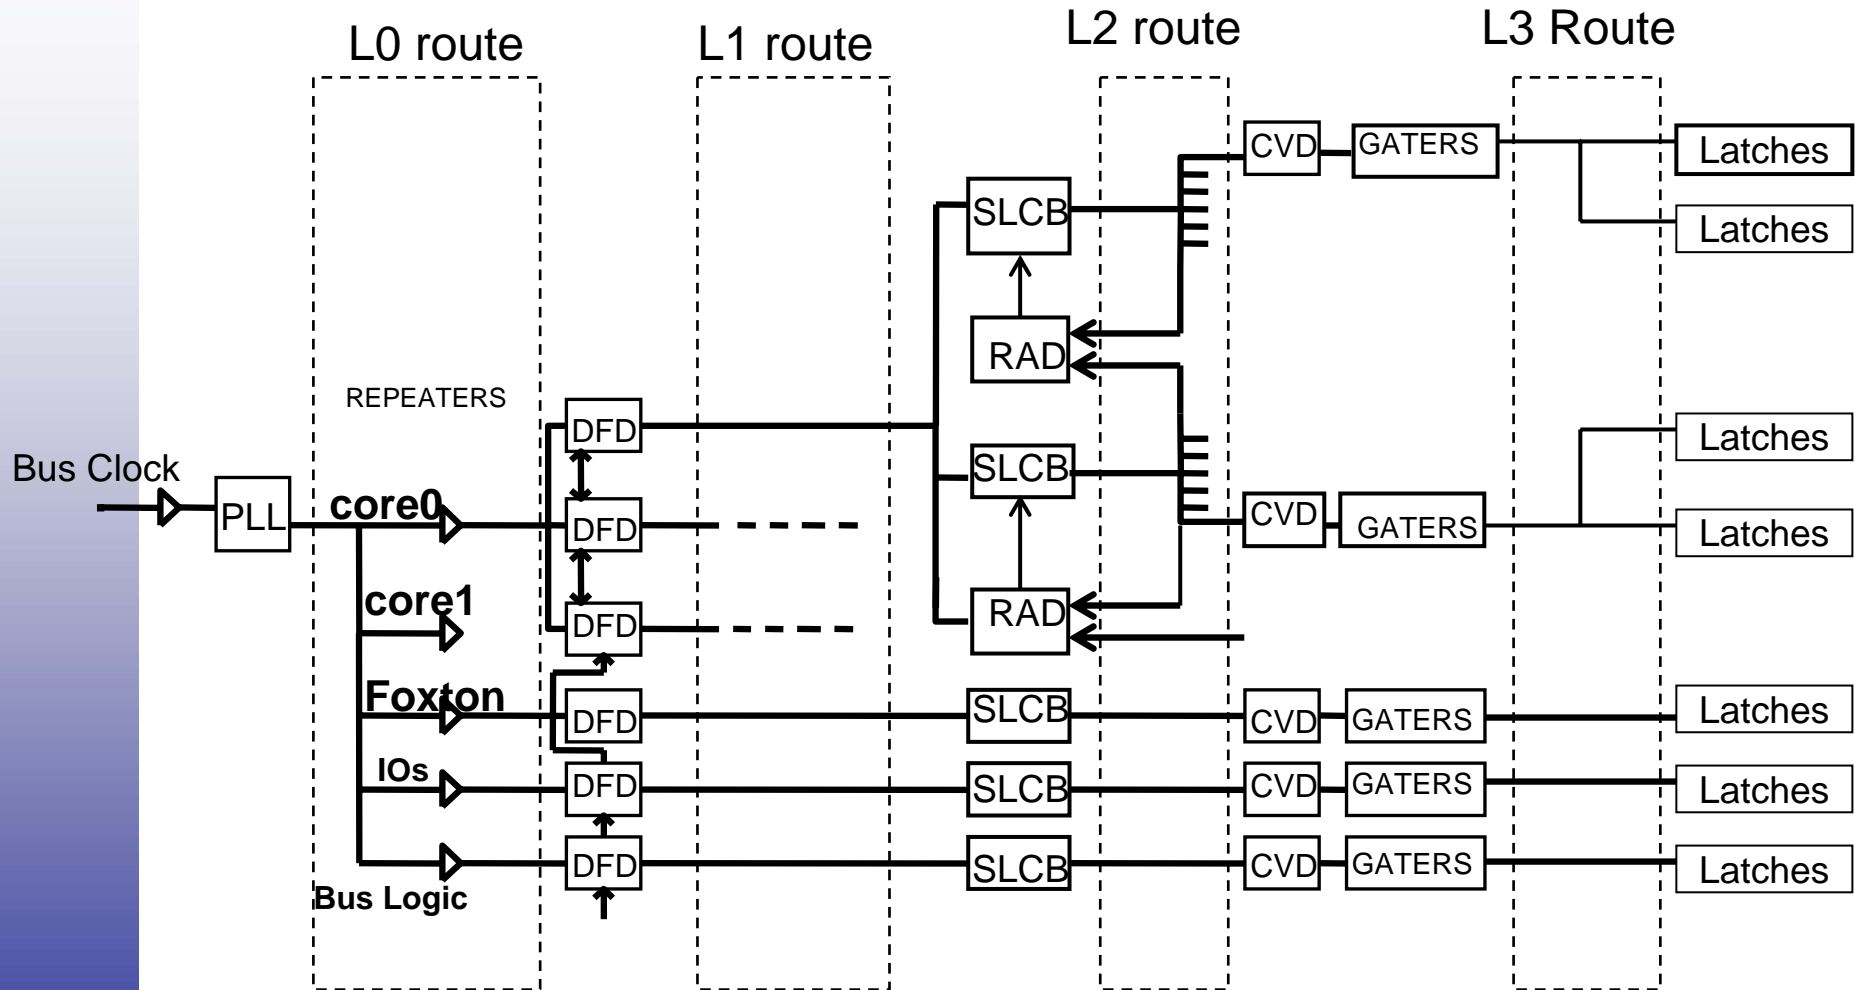 L0 route
L1 route
L2 route
L3 Route
CVD
GATERS
Latches
SLCB
Latches
RAD
REPEATERS
DFD
Latches
Bus Clock
SLCB
PLL
core0
DFD
CVD
GATERS
Latches
core1
DFD
RAD
Foxton
DFD
SLCB
CVD
GATERS
Latches
IOs
DFD
SLCB
CVD
GATERS
Latches
DFD
SLCB
CVD
GATERS
Latches
Bus Logic